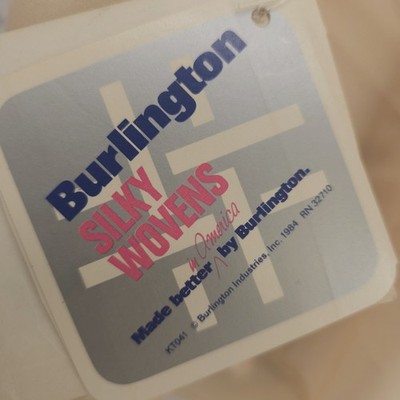 Burlington
SILKY
WOVENS
in America
Made better by Burlington.
KT041 © Burlington Industries, Inc. 1984 RN 32710